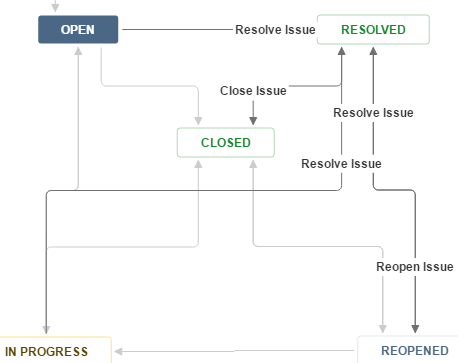 OPEN
Resolve Issue
RESOLVED
Close Issue
Resolve Issue
CLOSED
Resolve Issue
Reopen Issue
IN PROGRESS
REOPENED